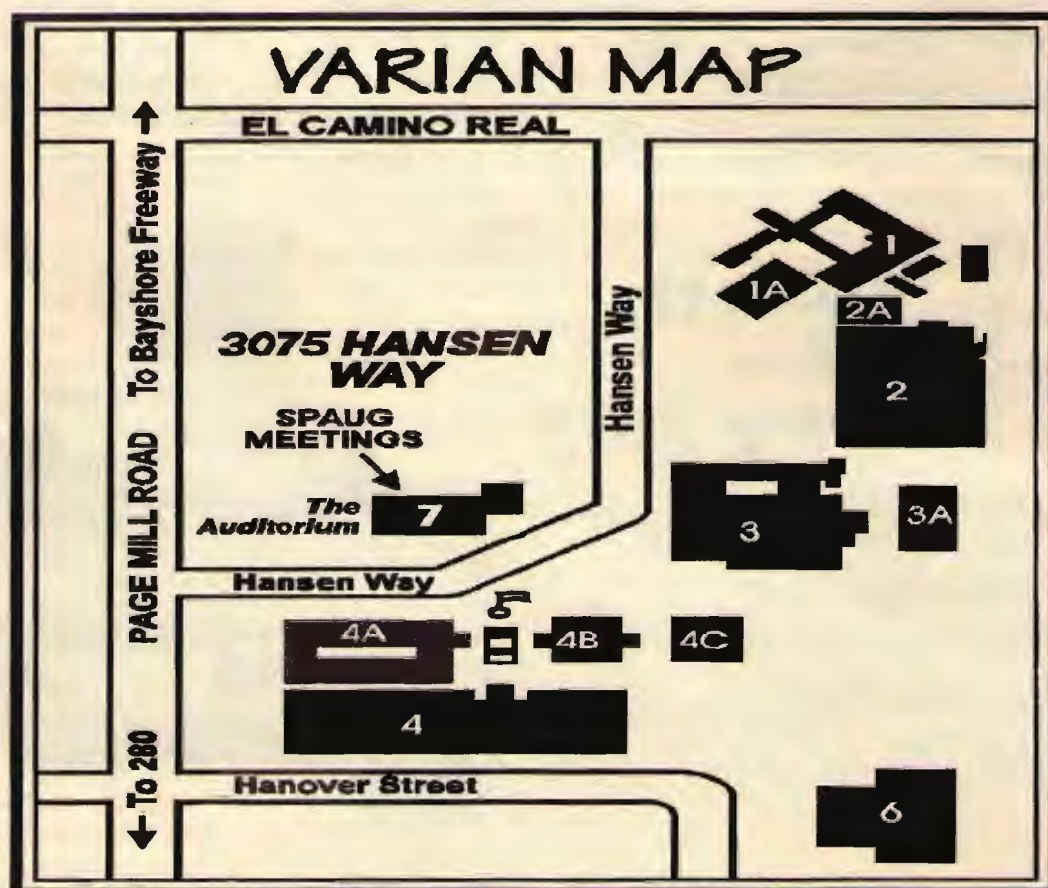 VARIAN MAP
EL CAMINO REAL
To Bayshore Freeway
PAGE MILL ROAD
To 280
Hansen Way
3075 HANSEN
WAY
SPAUG
MEETINGS
The
Auditorium
7
Hansen Way
1
1A
2A
2
3
3A
4A
4B
4C
4
Hanover Street
6